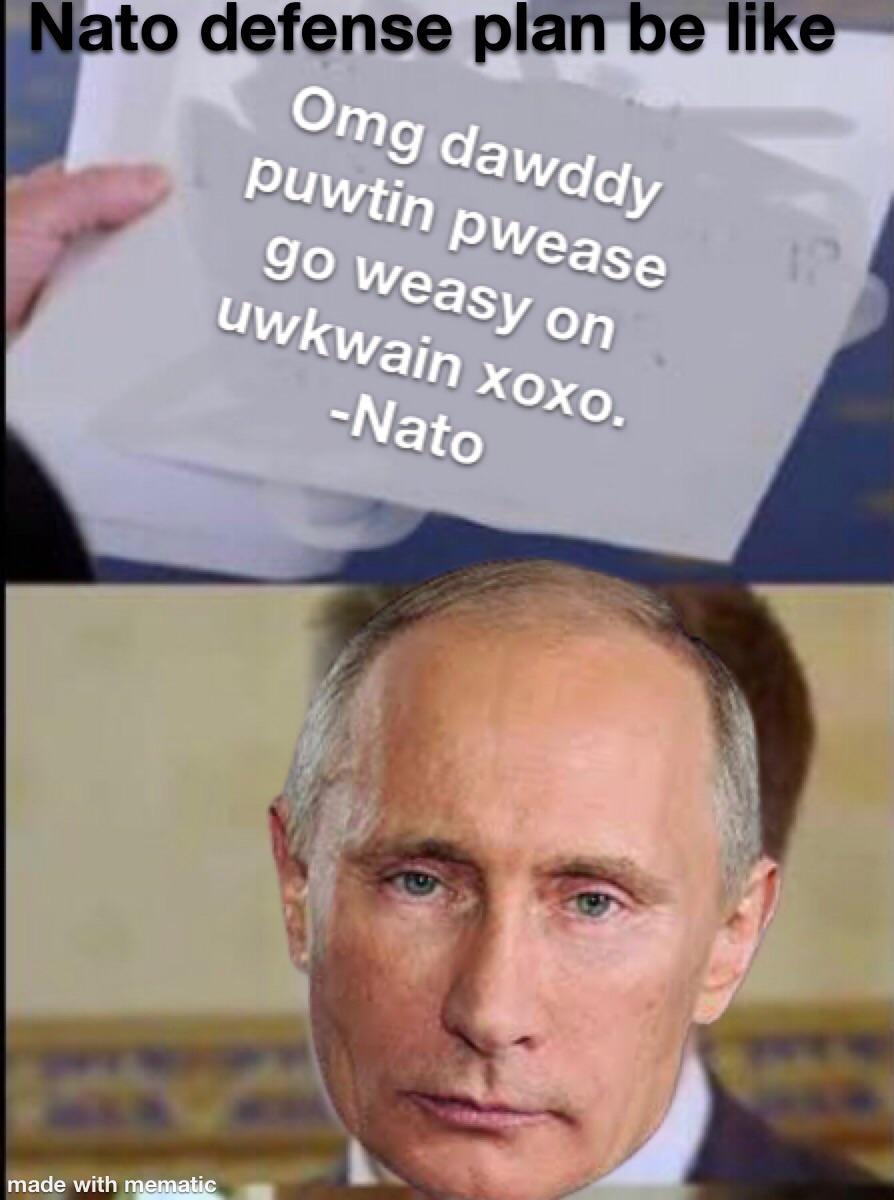 Nato defense plan be like
Omg dawddy
puwtin pwease
go weasy on
uwkwain xoxo.
-Nato
made with mematic